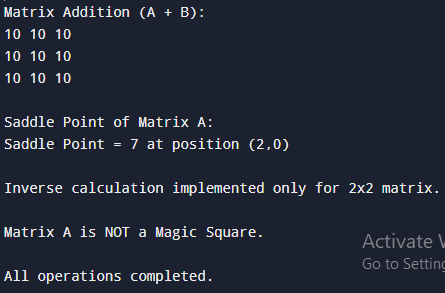 Matrix Addition (A + B):
10 10 10
10 10 10
10 10 10
Saddle Point of Matrix A:
Saddle Point = 7 at position (2,0)
Inverse calculation implemented only for 2x2 matrix.
Matrix A is NOT a Magic Square.
Activate
Go to Setting
All operations completed.